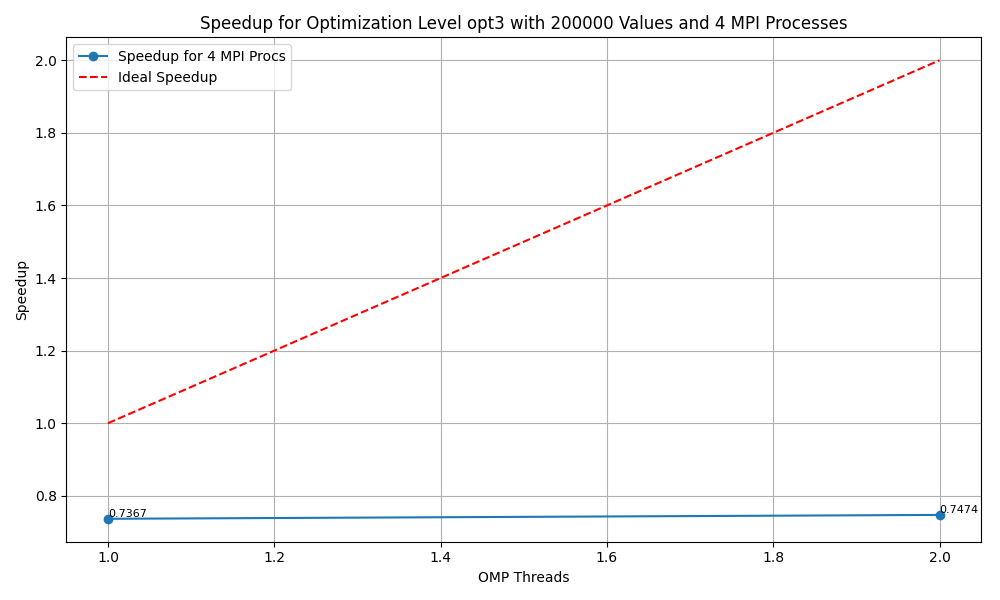 Speedup for Optimization Level opt3 with 200000 Values and 4 MPI Processes
Speedup for 4 MPI Procs
Ideal Speedup
Speedup
2.0
1.8
1.6
1.4
1.2
1.0
0.8
0.7367
0.7474
1.0 1.2 1.4 1.6 1.8 2.0
OMP Threads